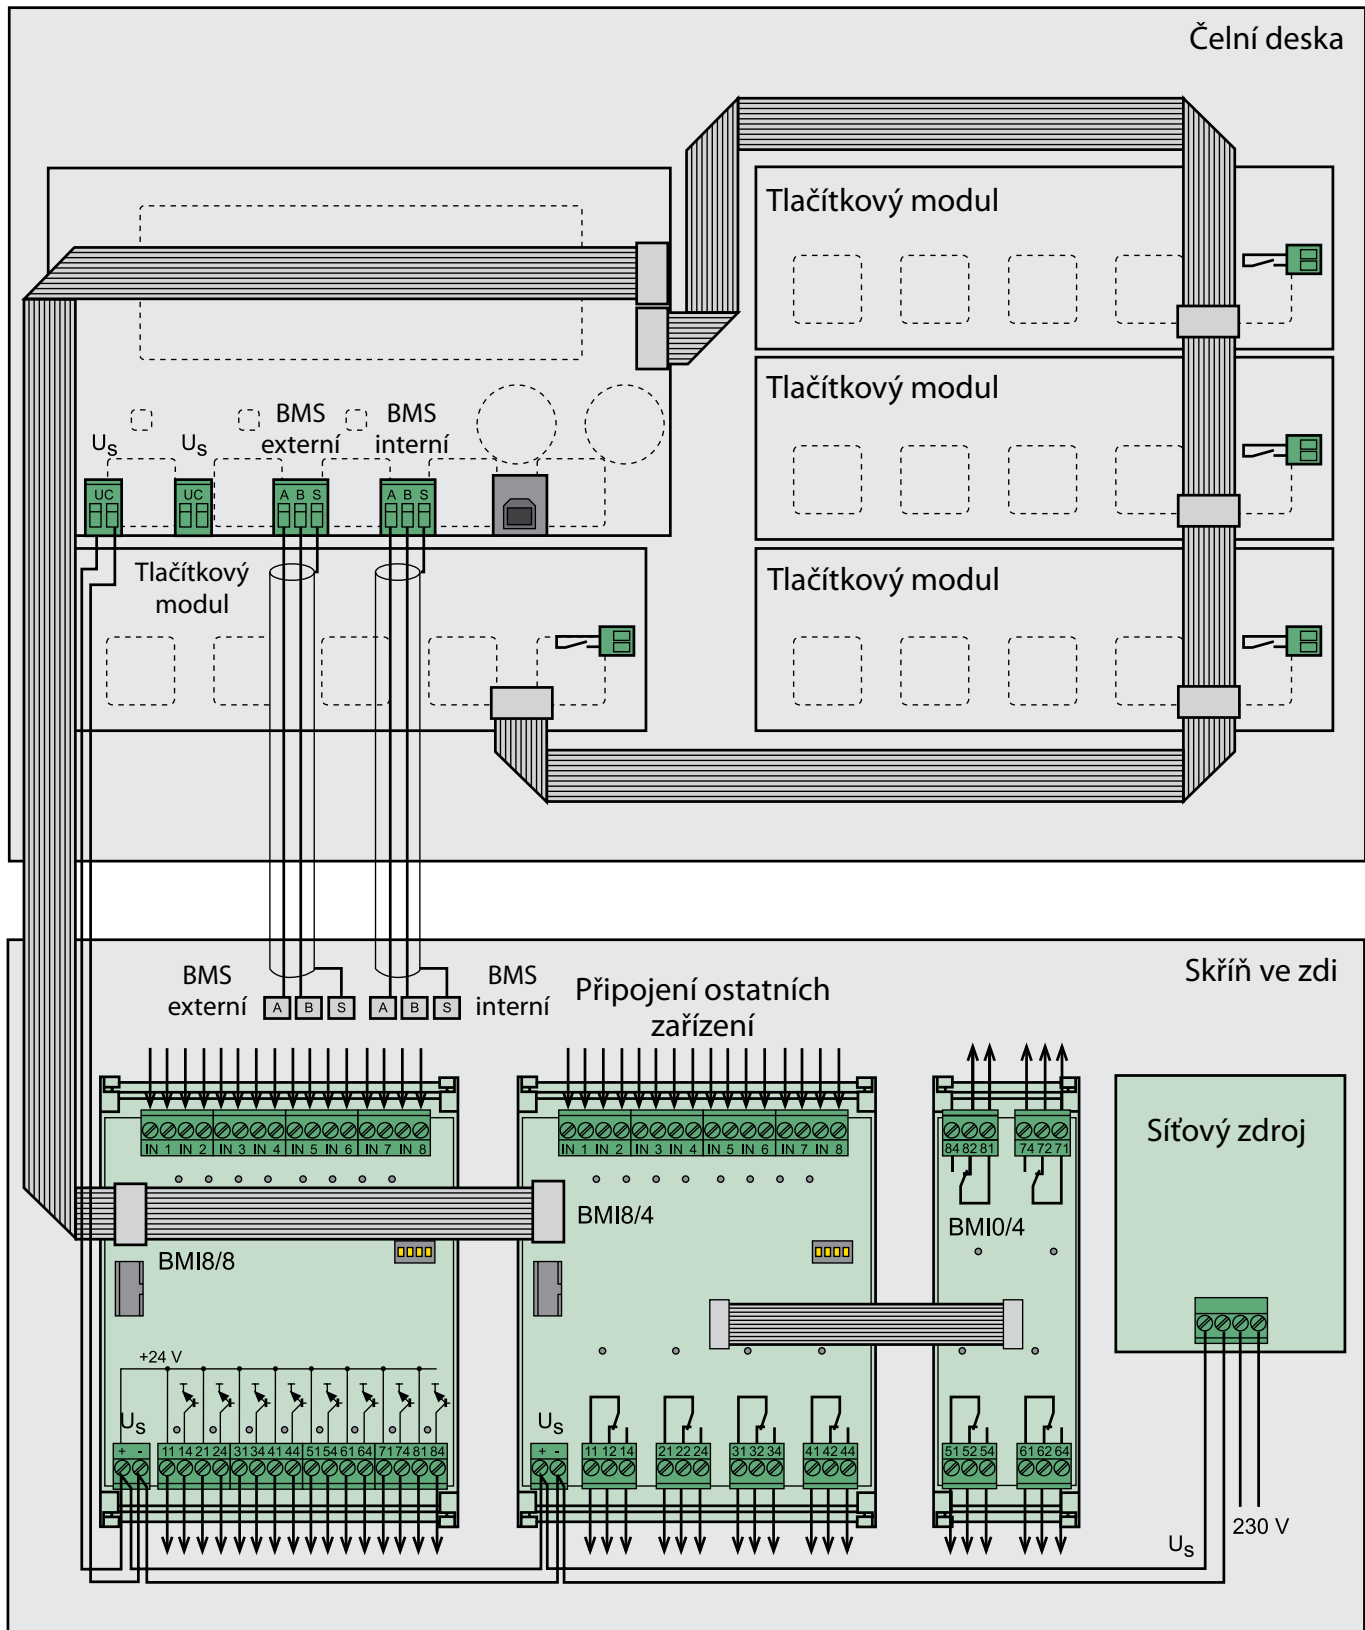 Čelní deska
Tlačítkový modul
Tlačítkový modul
Tlačítkový modul
BMS
externí
BMS
interní
Us
Us
UC
UC
A B S
A B S
Tlačítkový
modul
Skříň ve zdi
BMS
externí
A B S
A B S
BMS
interní
Připojení ostatních
zařízení
IN 1 IN 2 IN 3 IN 4 IN 5 IN 6 IN 7 IN 8
IN 1 IN 2 IN 3 IN 4 IN 5 IN 6 IN 7 IN 8
84 82 81
74 72 71
Síťový zdroj
BMI8/8
BMI8/4
BMI0/4
+24 V
Us
+ -
11 14 21 24 31 34 41 44 51 54 61 64 71 74 81 84
Us
+ -
11 12 14
21 22 24
31 32 34
41 42 44
51 52 54
61 62 64
Us
230 V